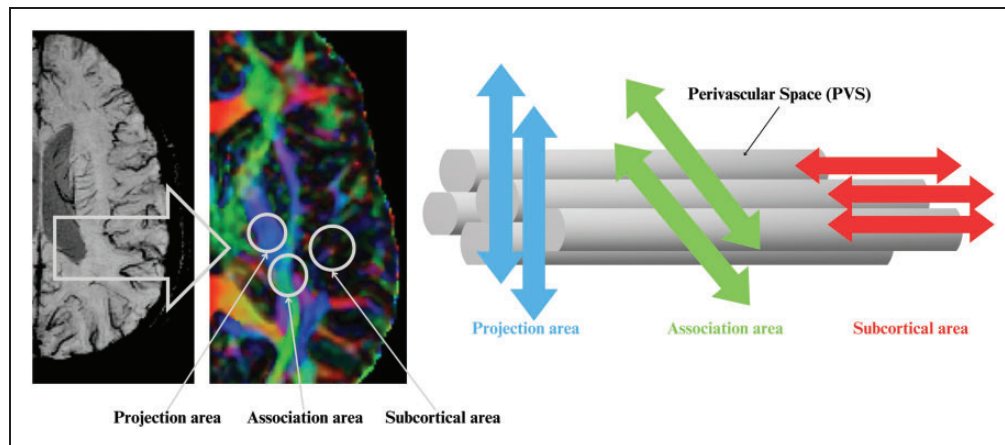 Perivascular Space (PVS)
Projection area
Association area
Subcortical area
Projection area
Association area
Subcortical area